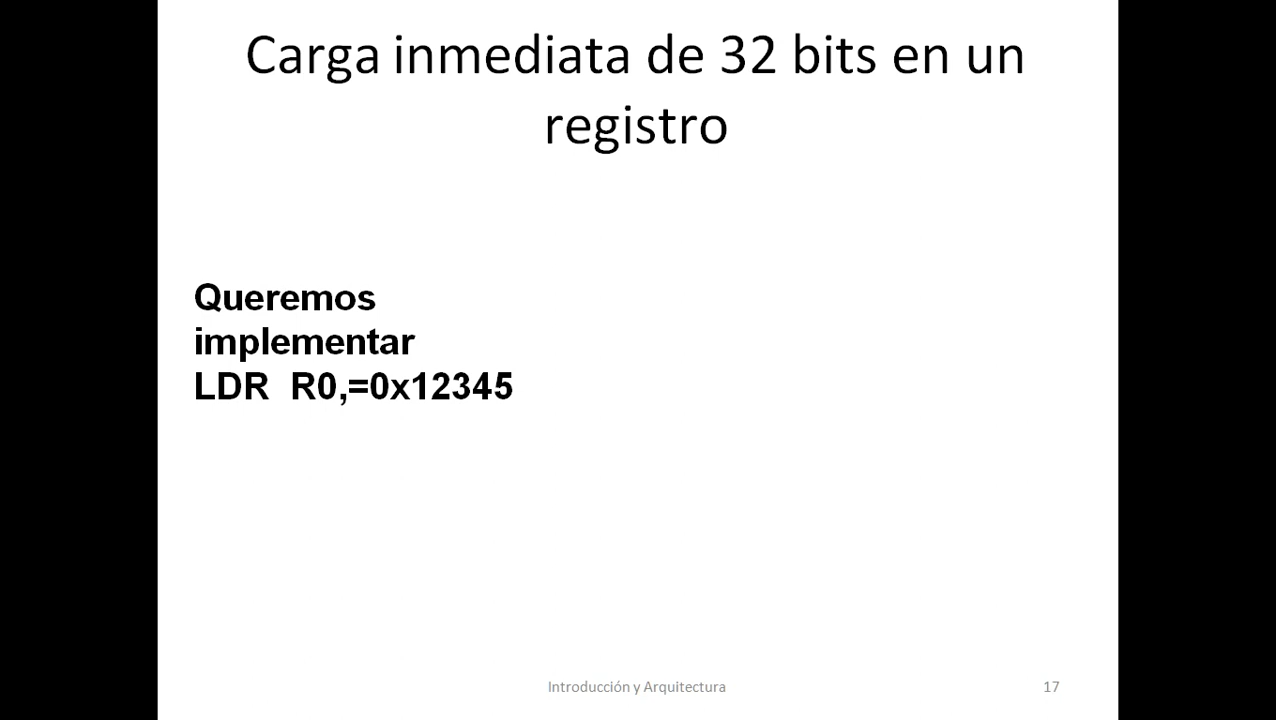 Carga inmediata de 32 bits en un
registro
Queremos
implementar
LDR R0,=0x12345
Introducción y Arquitectura
17